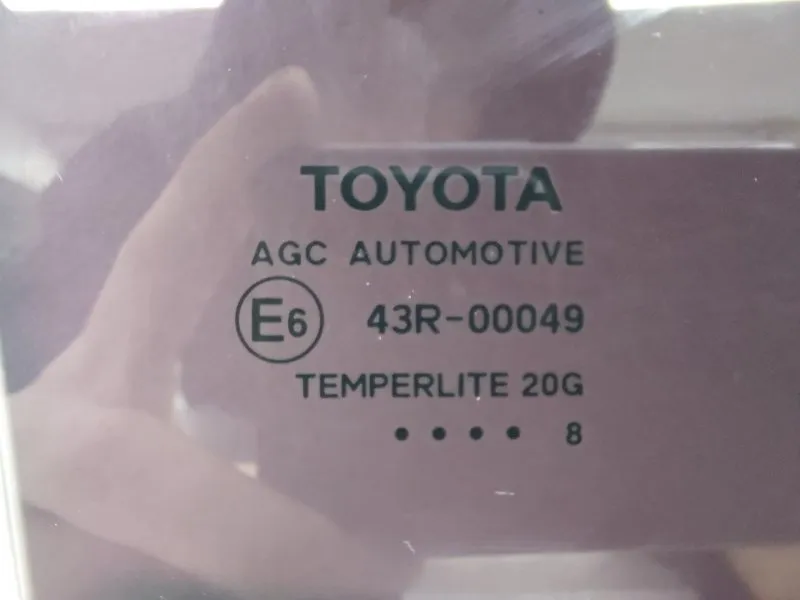 TOYOTA
AGC AUTOMOTIVE
E6 43R-00049
TEMPERLITE 20G
•••• 8